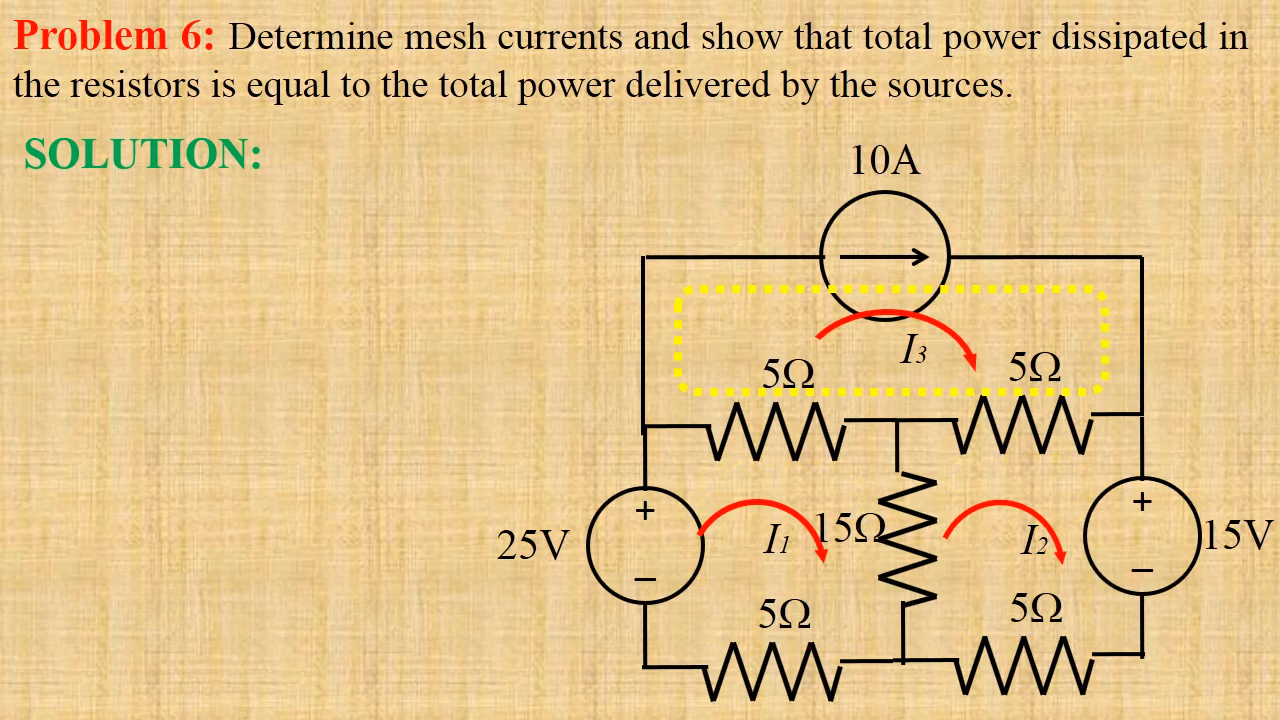 Problem 6: Determine mesh currents and show that total power dissipated in
the resistors is equal to the total power delivered by the sources.
SOLUTION:
10A
I3
5Ω
5Ω
+
+
25V
I1
15Ω
I2
15V
−
−
5Ω
5Ω